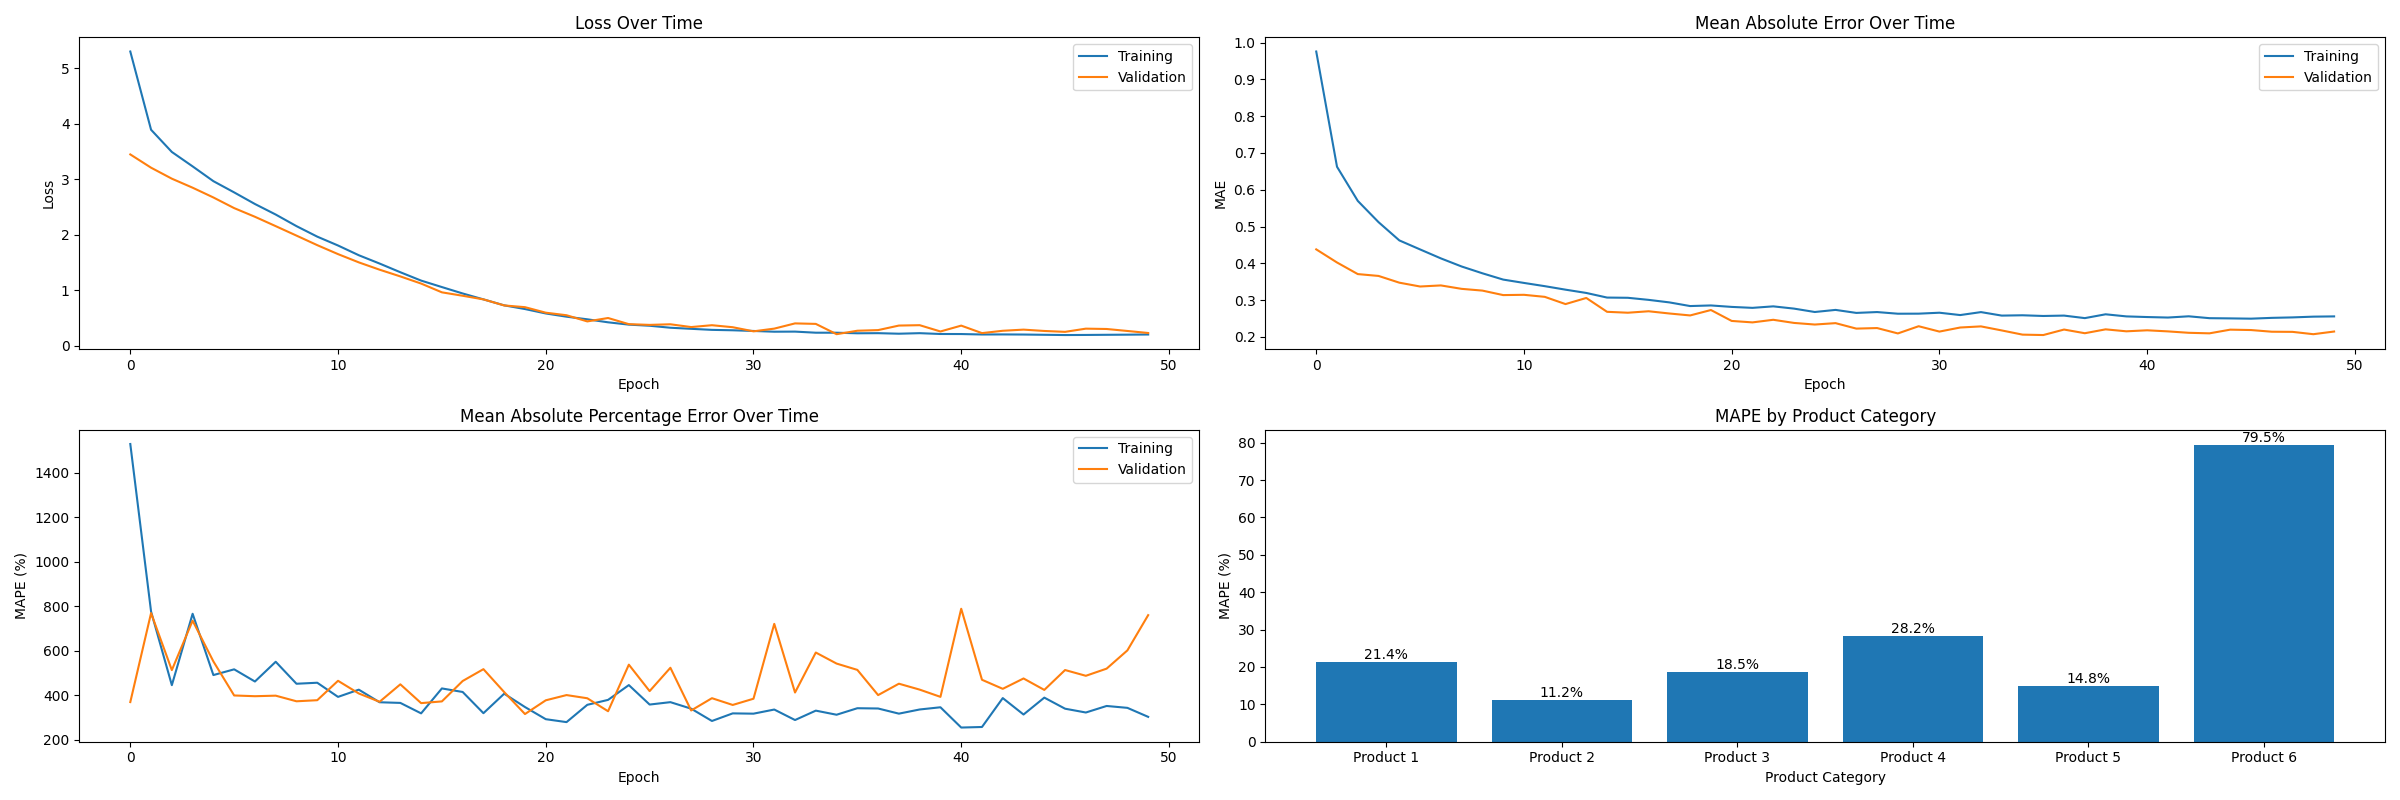 Loss Over Time
Training
Validation
5
4
3
2
1
0
Loss
0 10 20 30 40 50
Epoch
Mean Absolute Error Over Time
Training
Validation
1.0
0.9
0.8
0.7
0.6
0.5
0.4
0.3
0.2
MAE
0 10 20 30 40 50
Epoch
Mean Absolute Percentage Error Over Time
Training
Validation
1400
1200
1000
800
600
400
200
MAPE (%)
0 10 20 30 40 50
Epoch
MAPE by Product Category
80
70
60
50
40
30
20
10
0
MAPE (%)
21.4% 11.2% 18.5% 28.2% 14.8% 79.5%
Product 1 Product 2 Product 3 Product 4 Product 5 Product 6
Product Category